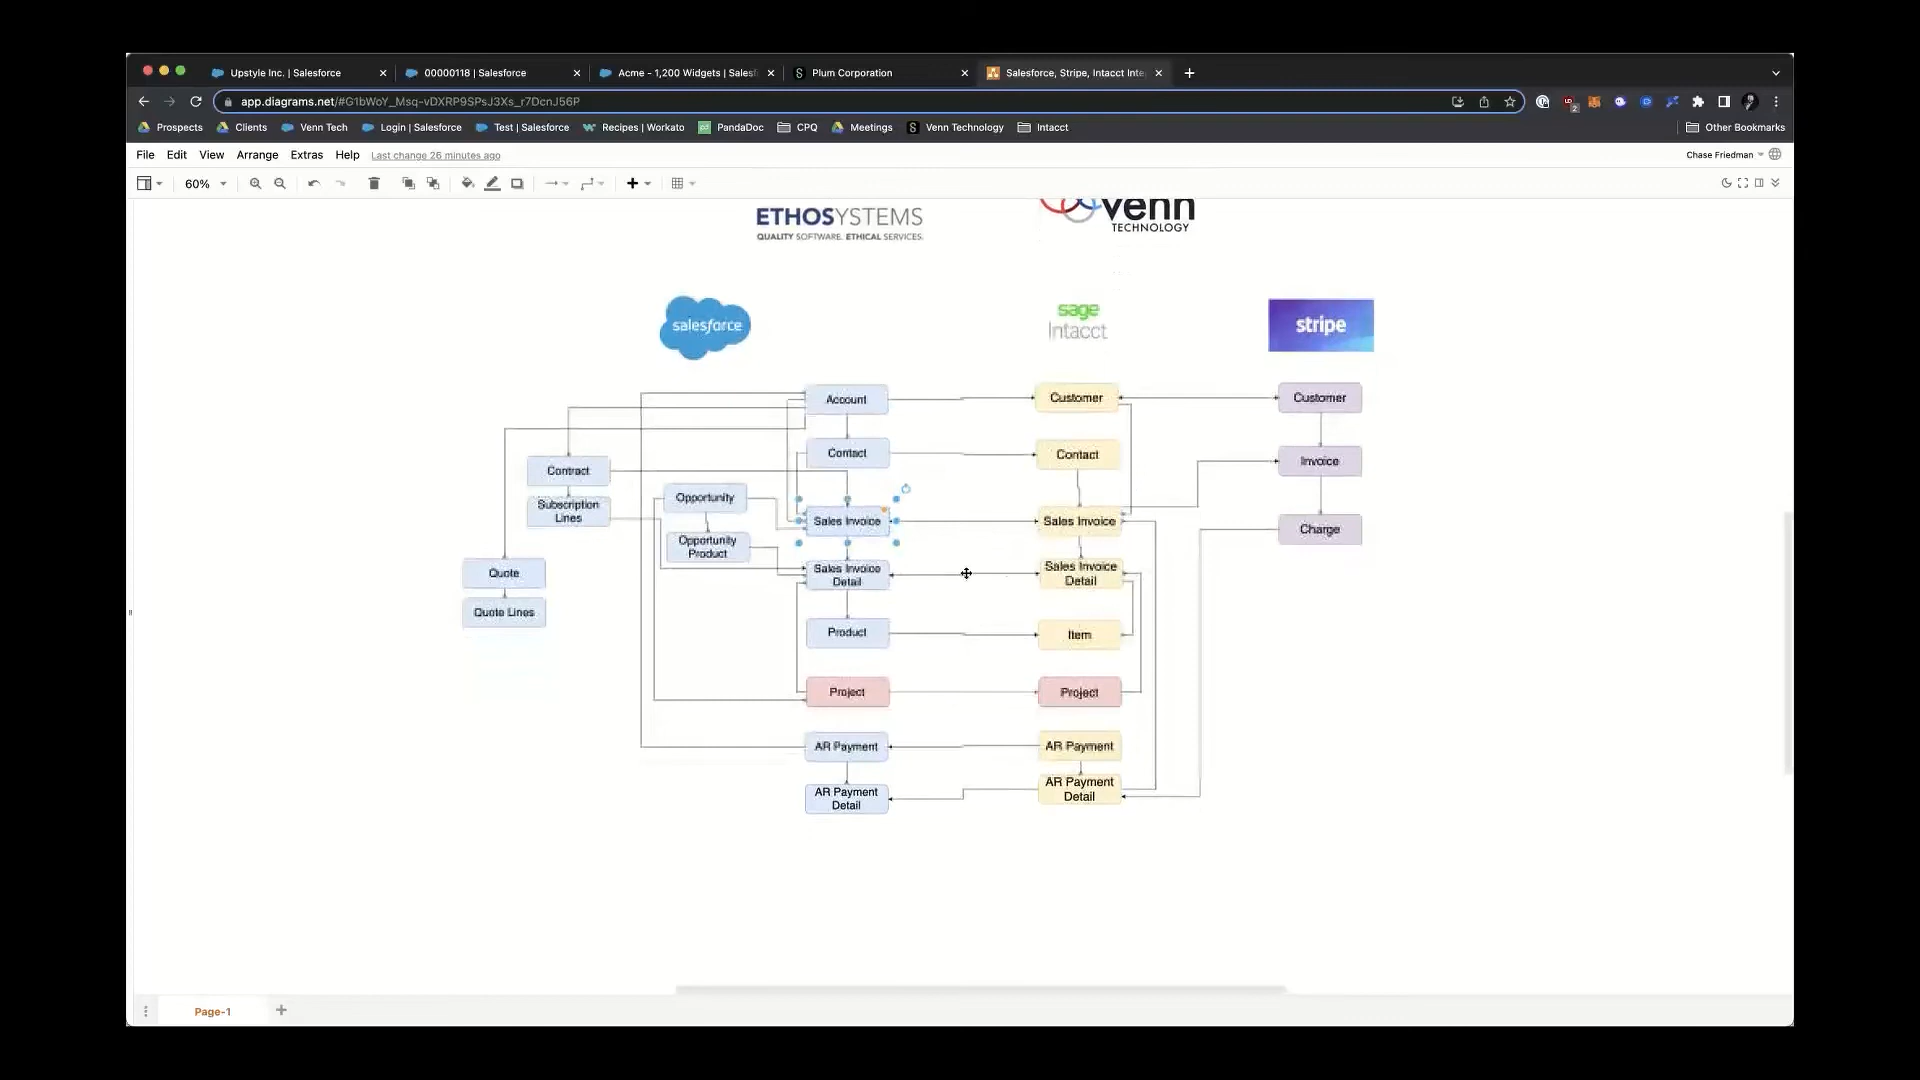 Upstyle Inc. | Salesforce
00000118 | Salesforce
Acme - 1,200 Widgets | Salesf
Plum Corporation
Salesforce, Stripe, Intacct Inte
app.diagrams.net/#G1bWoY_Msq-vDXRP9SPsJ3Xs_r7DcnJ56P
Prospects
Clients
Venn Tech
Login | Salesforce
Test | Salesforce
Recipes | Workato
PandaDoc
CPQ
Meetings
Venn Technology
Intacct
Other Bookmarks
File
Edit
View
Arrange
Extras
Help
Last change 26 minutes ago
Chase Friedman
60%
ETHOSYSTEMS
QUALITY SOFTWARE. ETHICAL SERVICES.
venn
TECHNOLOGY
salesforce
sage
Intacct
stripe
Account
Customer
Customer
Contact
Contact
Contract
Invoice
Subscription
Lines
Opportunity
Sales Invoice
Sales Invoice
Charge
Opportunity
Product
Quote
Sales Invoice
Detail
Sales Invoice
Detail
Quote Lines
Product
Item
Project
Project
AR Payment
AR Payment
AR Payment
Detail
AR Payment
Detail
Page-1